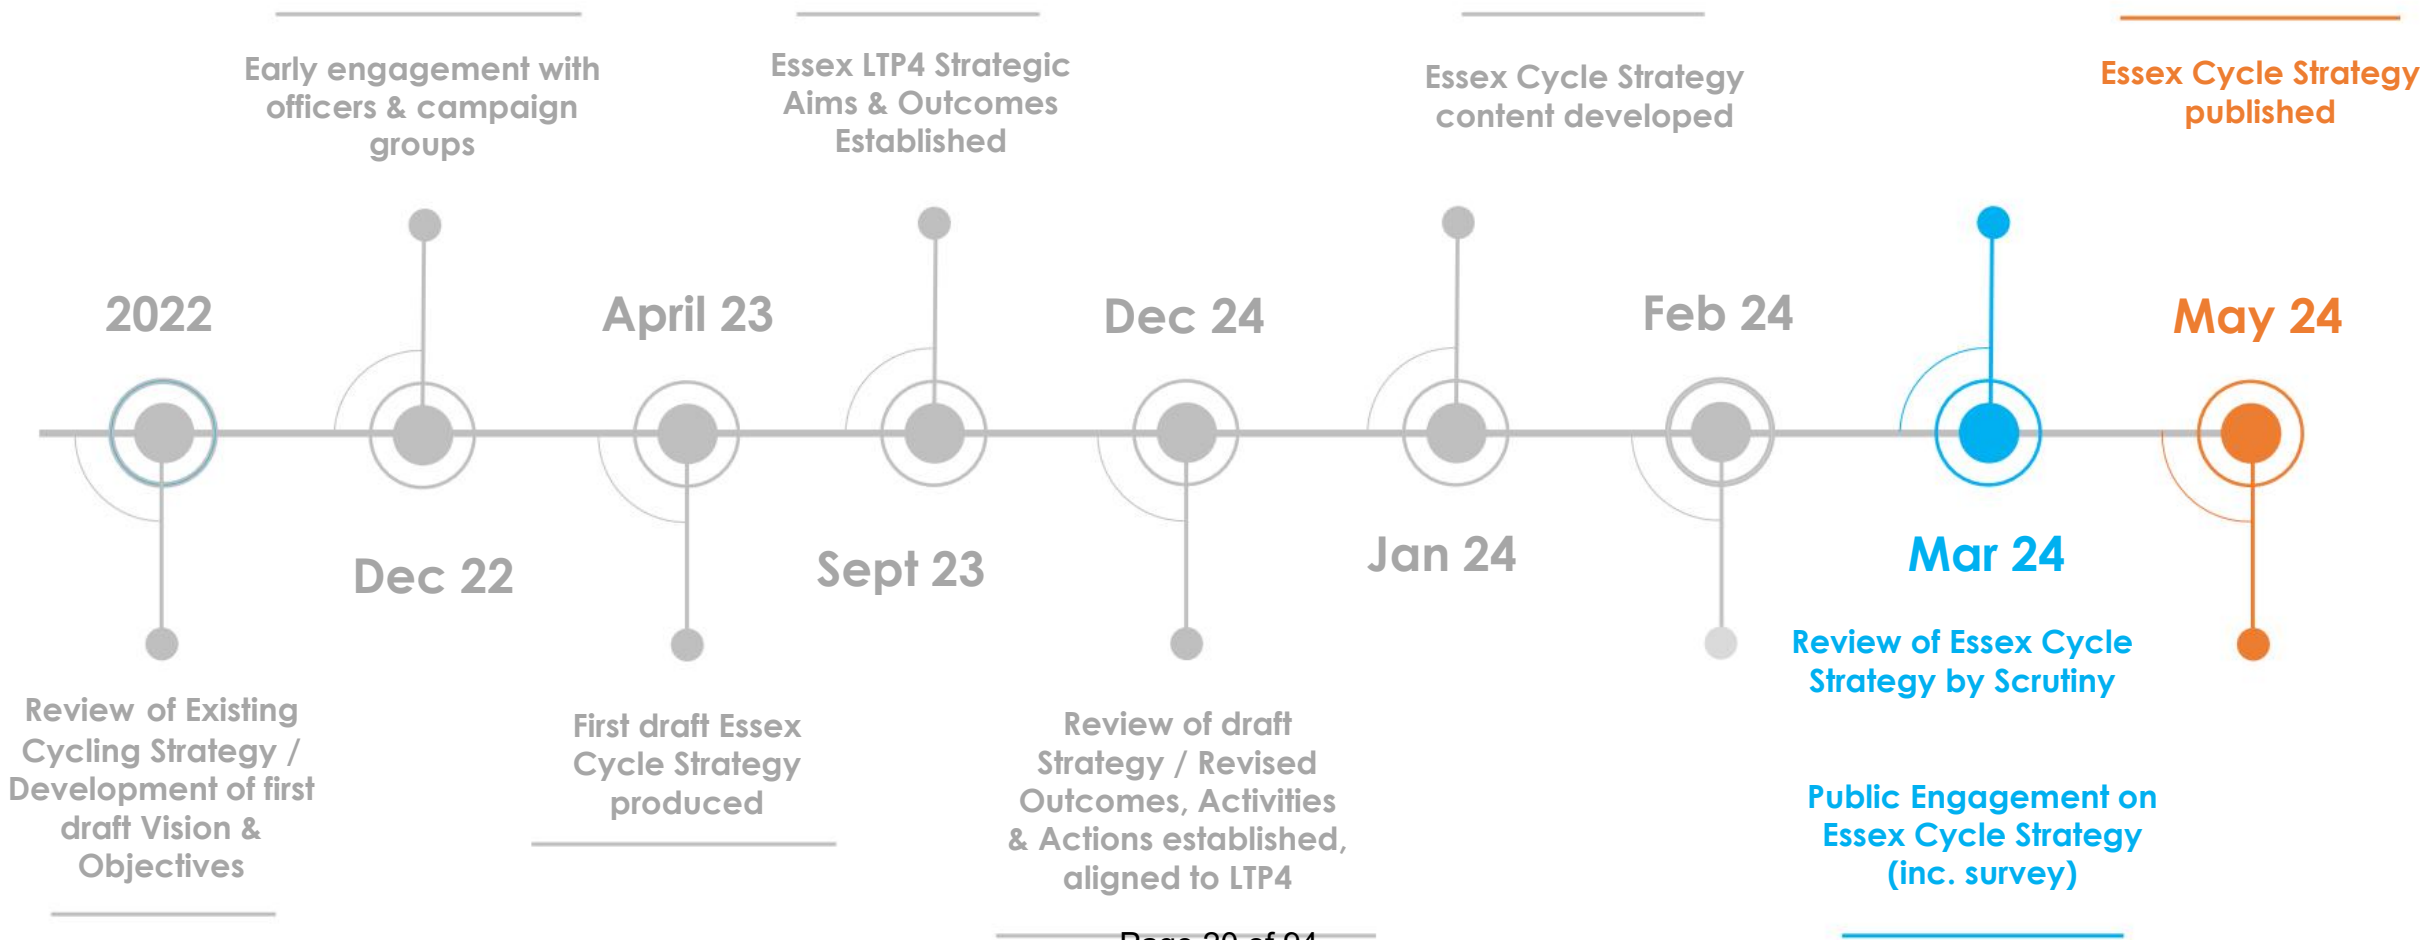 Early engagement with
officers & campaign
groups
Essex LTP4 Strategic
Aims & Outcomes
Established
Essex Cycle Strategy
content developed
Essex Cycle Strategy
published
2022
April 23
Dec 24
Feb 24
May 24
Dec 22
Sept 23
Jan 24
Mar 24
Review of Existing
Cycling Strategy /
Development of first
draft Vision &
Objectives
First draft Essex
Cycle Strategy
produced
Review of draft
Strategy / Revised
Outcomes, Activities
& Actions established,
aligned to LTP4
Review of Essex Cycle
Strategy by Scrutiny
Public Engagement on
Essex Cycle Strategy
(inc. survey)
Page 20 of 94